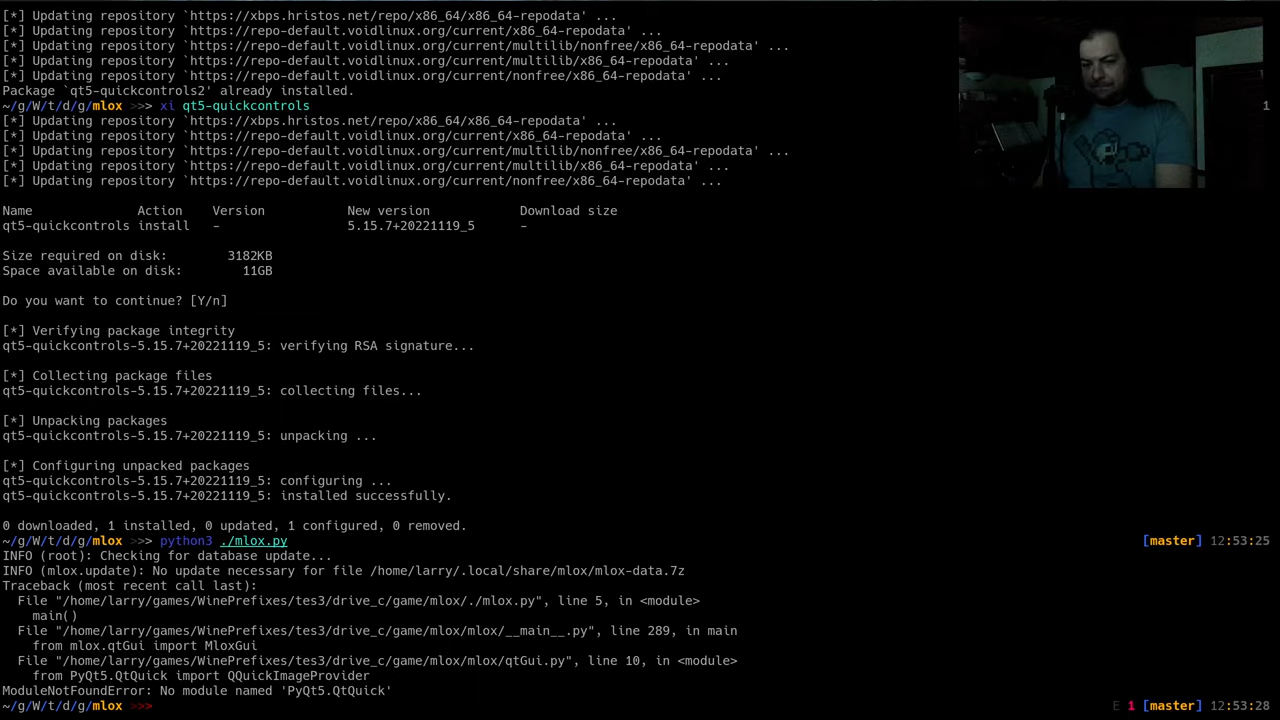 [*] Updating repository `https://xbps.hristos.net/repo/x86_64/x86_64-repodata' ...
[*] Updating repository `https://repo-default.voidlinux.org/current/x86_64-repodata' ...
[*] Updating repository `https://repo-default.voidlinux.org/current/multilib/nonfree/x86_64-repodata' ...
[*] Updating repository `https://repo-default.voidlinux.org/current/multilib/x86_64-repodata' ...
[*] Updating repository `https://repo-default.voidlinux.org/current/nonfree/x86_64-repodata' ...
Package `qt5-quickcontrols2' already installed.
~/g/W/t/d/g/mlox >>> xi qt5-quickcontrols 1
[*] Updating repository `https://xbps.hristos.net/repo/x86_64/x86_64-repodata' ...
[*] Updating repository `https://repo-default.voidlinux.org/current/x86_64-repodata' ...
[*] Updating repository `https://repo-default.voidlinux.org/current/multilib/nonfree/x86_64-repodata' ...
[*] Updating repository `https://repo-default.voidlinux.org/current/multilib/x86_64-repodata' ...
[*] Updating repository `https://repo-default.voidlinux.org/current/nonfree/x86_64-repodata' ...
Name Action Version New version Download size
qt5-quickcontrols install - 5.15.7+20221119_5 -
Size required on disk: 3182KB
Space available on disk: 11GB
Do you want to continue? [Y/n]
[*] Verifying package integrity
qt5-quickcontrols-5.15.7+20221119_5: verifying RSA signature...
[*] Collecting package files
qt5-quickcontrols-5.15.7+20221119_5: collecting files...
[*] Unpacking packages
qt5-quickcontrols-5.15.7+20221119_5: unpacking ...
[*] Configuring unpacked packages
qt5-quickcontrols-5.15.7+20221119_5: configuring ...
qt5-quickcontrols-5.15.7+20221119_5: installed successfully.
0 downloaded, 1 installed, 0 updated, 1 configured, 0 removed.
~/g/W/t/d/g/mlox >>> python3 ./mlox.py [master] 12:53:25
INFO (root): Checking for database update...
INFO (mlox.update): No update necessary for file /home/larry/.local/share/mlox/mlox-data.7z
Traceback (most recent call last):
File "/home/larry/games/WinePrefixes/tes3/drive_c/game/mlox/./mlox.py", line 5, in <module>
main()
File "/home/larry/games/WinePrefixes/tes3/drive_c/game/mlox/mlox/__main__.py", line 289, in main
from mlox.qtGui import MloxGui
File "/home/larry/games/WinePrefixes/tes3/drive_c/game/mlox/mlox/qtGui.py", line 10, in <module>
from PyQt5.QtQuick import QQuickImageProvider
ModuleNotFoundError: No module named 'PyQt5.QtQuick'
~/g/W/t/d/g/mlox >>> E 1 [master] 12:53:28